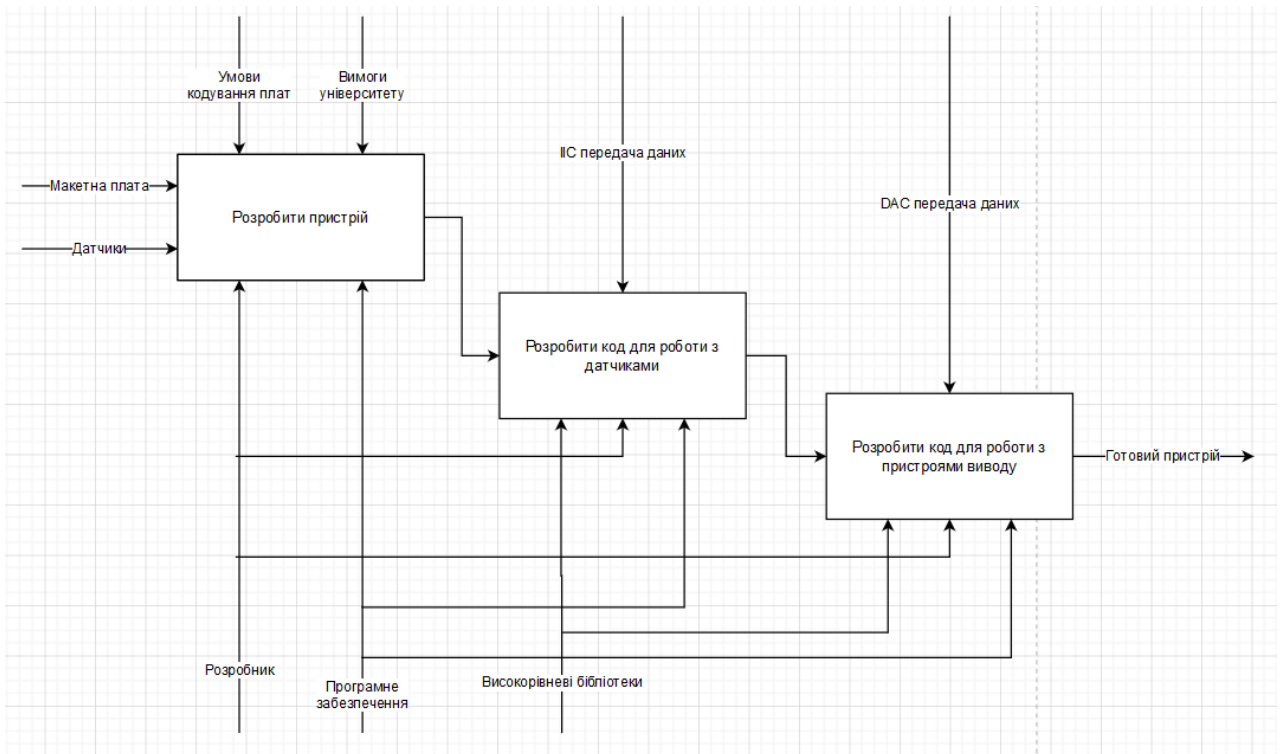 Умови
кодування плат
Вимоги
університету
IIC передача даних
Макетна плата
Розробити пристрій
DAC передача даних
Датчики
Розробити код для роботи з
датчиками
Розробити код для роботи з
пристроями виводу
Готовий пристрій
Розробник
Програмне
забезпечення
Високорівневі бібліотеки